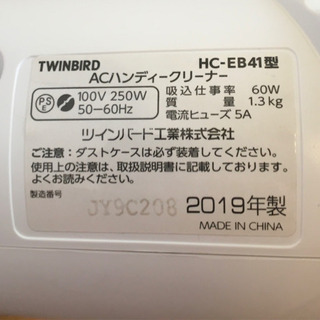 TWINBIRD HC-EB41型
ACハンディークリーナー
PS E 100V 250W 吸込仕事率 60W
50−60Hz 質量 1.3kg
電流ヒューズ 5A
ツインバード工業株式会社
ご注意：ダストケースは必ず装着してください。
使用上の注意は、取扱説明書に記載しております。
よくお読みください。
製造番号 JY9C208 2019年製
MADE IN CHINA